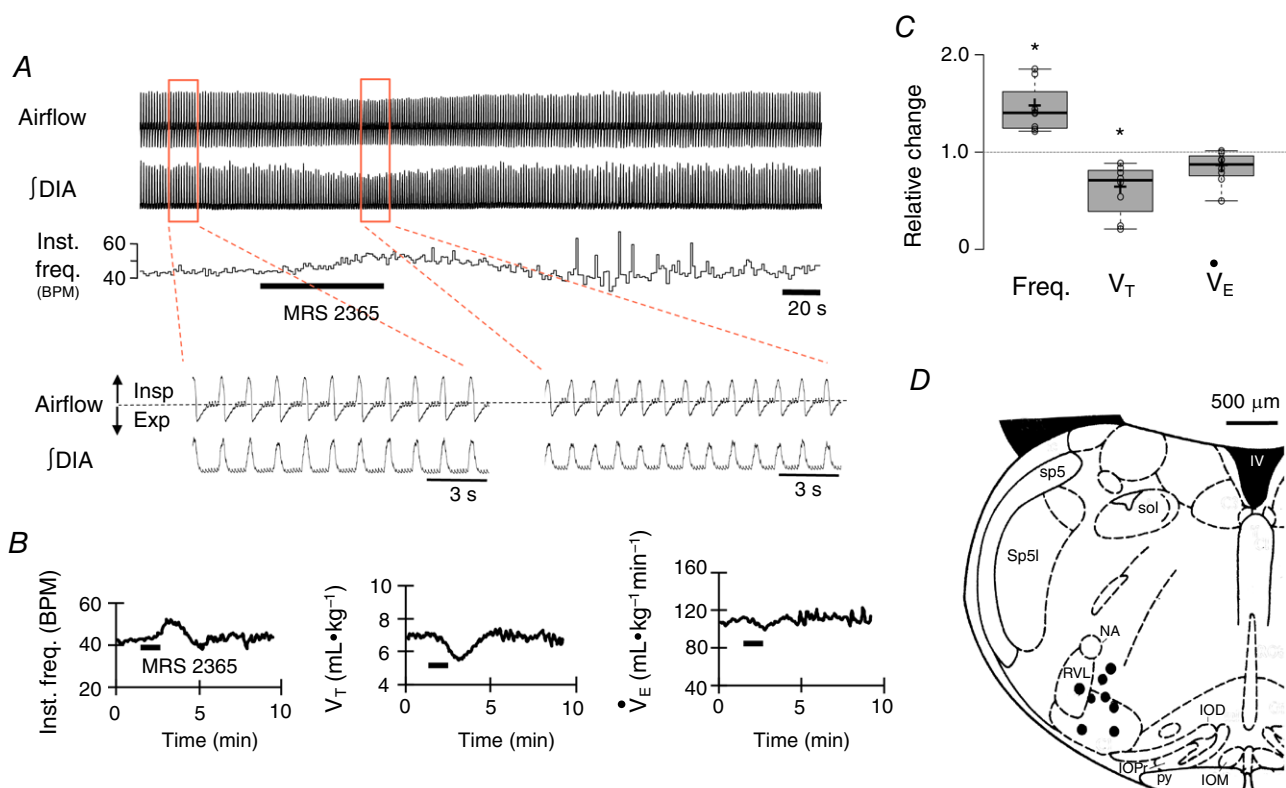 A
Airflow
∫DIA
Inst.
freq.
(BPM)
60
40
MRS 2365
20 s
Airflow
Insp
Exp
∫DIA
3 s
3 s
B
Inst. freq. (BPM)
60
40
20
MRS 2365
0
5
10
Time (min)
V_T (mL•kg⁻¹)
10
8
6
4
0
5
10
Time (min)
V̇_E (mL•kg⁻¹min⁻¹)
160
120
80
40
0
5
10
Time (min)
C
Relative change
2.0
1.0
0
*
*
Freq.
V_T
V̇_E
D
500 μm
IV
sp5
sol
Sp5I
NA
RVL
IOD
IOPr
py
IOM